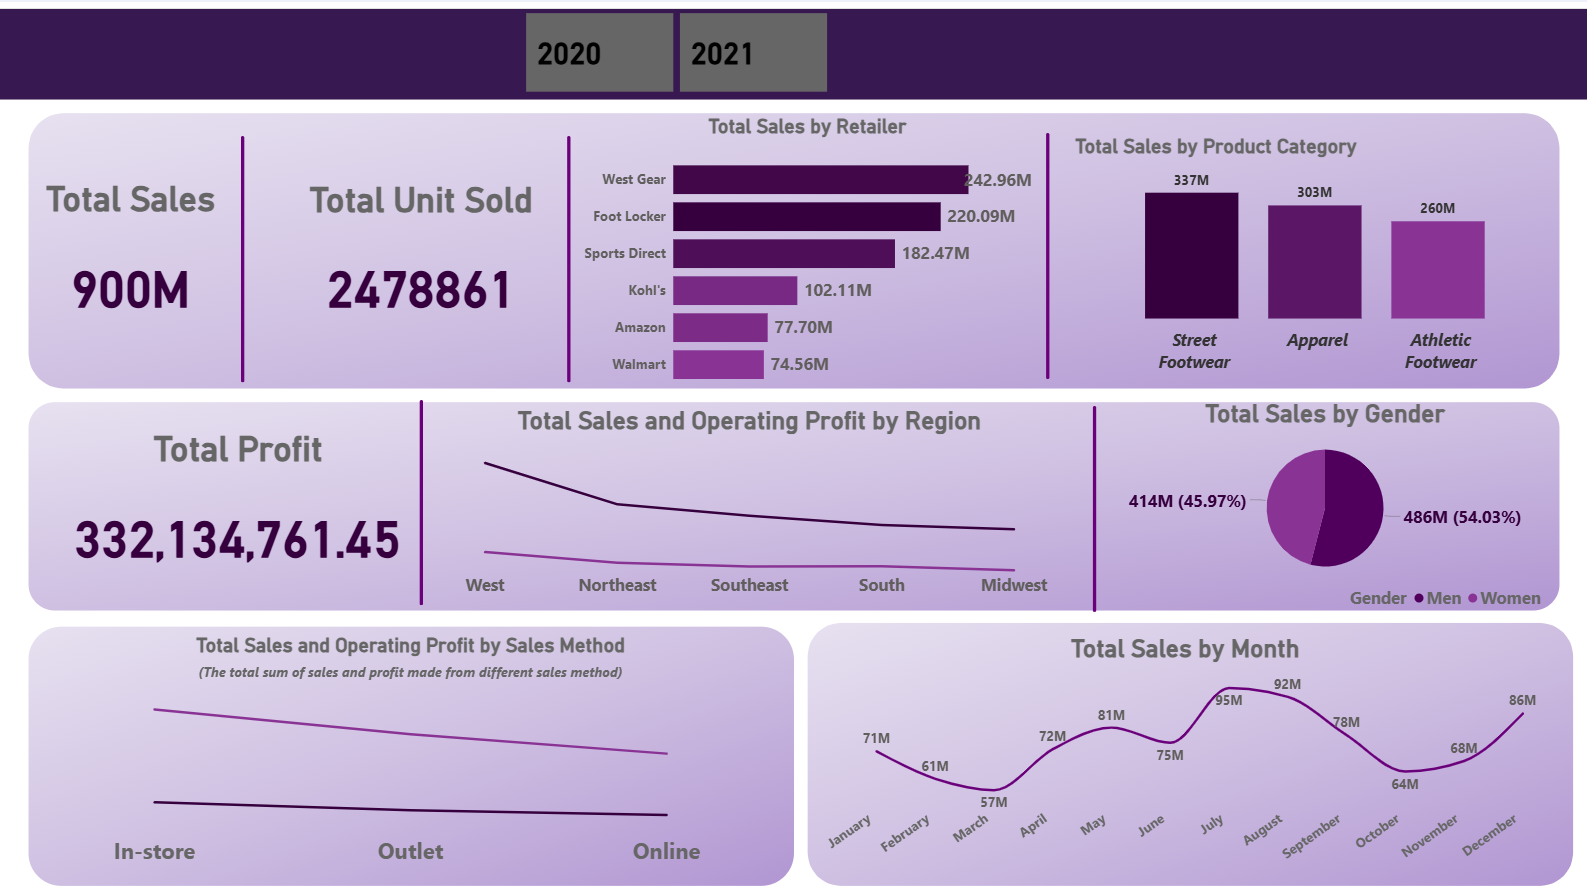 2020
2021
Total Sales
900M
Total Unit Sold
2478861
Total Sales by Retailer
West Gear 242.96M
Foot Locker 220.09M
Sports Direct 182.47M
Kohl's 102.11M
Amazon 77.70M
Walmart 74.56M
Total Sales by Product Category
337M
303M
260M
Street
Footwear
Apparel
Athletic
Footwear
Total Profit
332,134,761.45
Total Sales and Operating Profit by Region
West Northeast Southeast South Midwest
Total Sales by Gender
414M (45.97%)
486M (54.03%)
Gender Men Women
Total Sales and Operating Profit by Sales Method
(The total sum of sales and profit made from different sales method)
In-store Outlet Online
Total Sales by Month
71M
61M
57M
72M
81M
75M
95M
92M
78M
64M
68M
86M
January
February
March
April
May
June
July
August
September
October
November
December